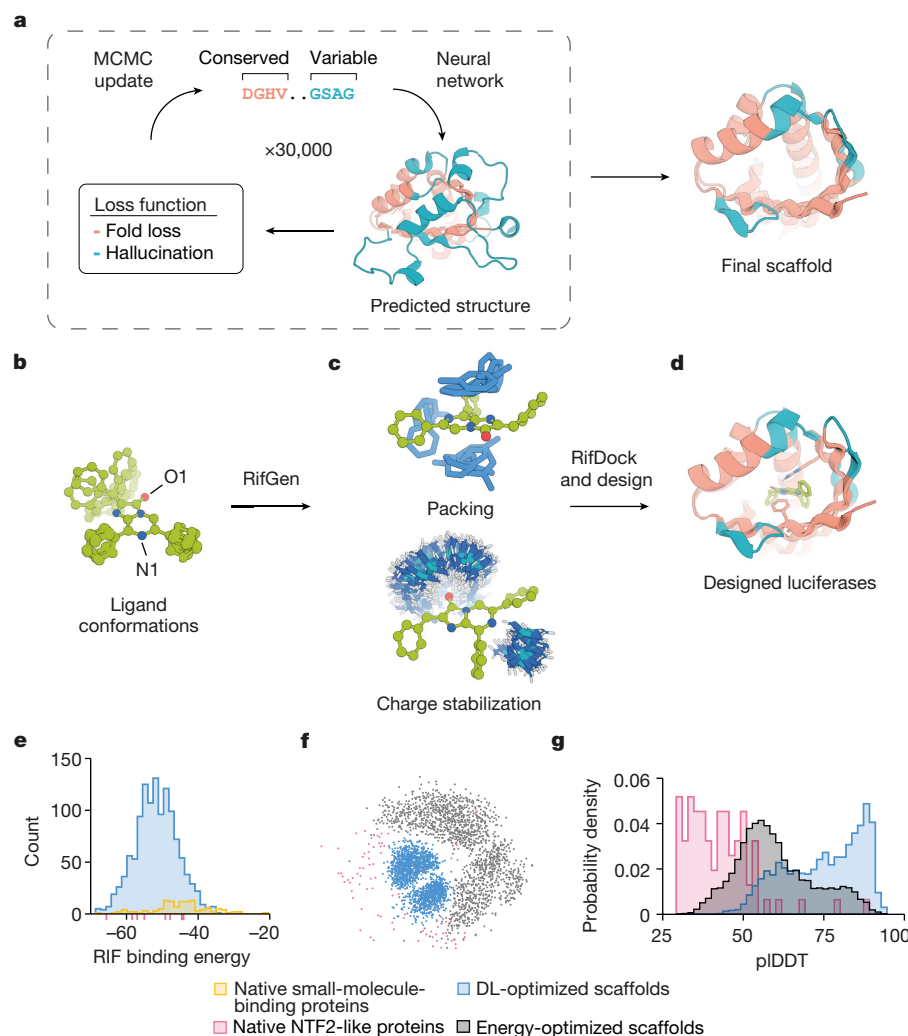 a
MCMC
update
Conserved
Variable
DGHV..GSAG
Neural
network
×30,000
Loss function
Fold loss
Hallucination
Predicted structure
Final scaffold
b
O1
N1
Ligand
conformations
RifGen
c
Packing
Charge stabilization
RifDock
and design
d
Designed luciferases
e
150
100
50
0
Count
−60
−40
−20
RIF binding energy
f
g
0.06
0.04
0.02
0
Probability density
25
50
75
100
plDDT
Native small-molecule-
binding proteins
DL-optimized scaffolds
Native NTF2-like proteins
Energy-optimized scaffolds